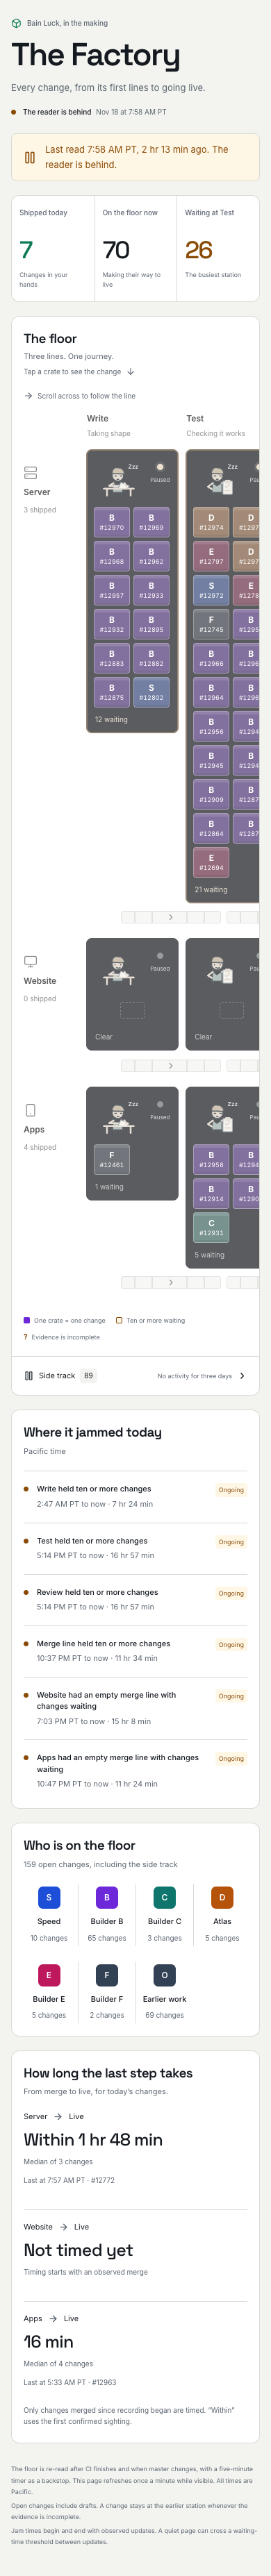 Bain Luck, in the making
The Factory
Every change, from its first lines to going live.
The reader is behind Nov 18 at 7:58 AM PT
Last read 7:58 AM PT, 2 hr 13 min ago. The
reader is behind.
Shipped today
7
Changes in your
hands
On the floor now
70
Making their way to
live
Waiting at Test
26
The busiest station
The floor
Three lines. One journey.
Tap a crate to see the change
Scroll across to follow the line
Write
Taking shape
Test
Checking it works
Server
3 shipped
Zzz
Paused
B #12970
B #12969
B #12968
B #12962
B #12957
B #12933
B #12932
B #12895
B #12883
B #12882
B #12875
S #12802
12 waiting
Zzz
Pau
D #12974
D #1297
E #12797
D #1297
S #12972
E #1278
F #12745
B #1295
B #12966
B #1296
B #12964
B #1296
B #12956
B #1294
B #12945
B #1294
B #12909
B #1287
B #12864
B #1287
E #12694
21 waiting
Website
0 shipped
Paused
Clear
Pau
Clear
Apps
4 shipped
Zzz
Paused
F #12461
1 waiting
Zzz
Pau
B #12958
B #1294
B #12914
B #1290
C #12931
5 waiting
One crate = one change
Ten or more waiting
? Evidence is incomplete
Side track 89
No activity for three days
Where it jammed today
Pacific time
Write held ten or more changes
Ongoing
2:47 AM PT to now · 7 hr 24 min
Test held ten or more changes
Ongoing
5:14 PM PT to now · 16 hr 57 min
Review held ten or more changes
Ongoing
5:14 PM PT to now · 16 hr 57 min
Merge line held ten or more changes
Ongoing
10:37 PM PT to now · 11 hr 34 min
Website had an empty merge line with
changes waiting
Ongoing
7:03 PM PT to now · 15 hr 8 min
Apps had an empty merge line with changes
waiting
Ongoing
10:47 PM PT to now · 11 hr 24 min
Who is on the floor
159 open changes, including the side track
S
Speed
10 changes
B
Builder B
65 changes
C
Builder C
3 changes
D
Atlas
5 changes
E
Builder E
5 changes
F
Builder F
2 changes
O
Earlier work
69 changes
How long the last step takes
From merge to live, for today's changes.
Server → Live
Within 1 hr 48 min
Median of 3 changes
Last at 7:57 AM PT · #12772
Website → Live
Not timed yet
Timing starts with an observed merge
Apps → Live
16 min
Median of 4 changes
Last at 5:33 AM PT · #12963
Only changes merged since recording began are timed. “Within”
uses the first confirmed sighting.
The floor is re-read after CI finishes and when master changes, with a five-minute
timer as a backstop. This page refreshes once a minute while visible. All times are
Pacific.
Open changes include drafts. A change stays at the earlier station whenever the
evidence is incomplete.
Jam times begin and end with observed updates. A quiet page can cross a waiting-
time threshold between updates.